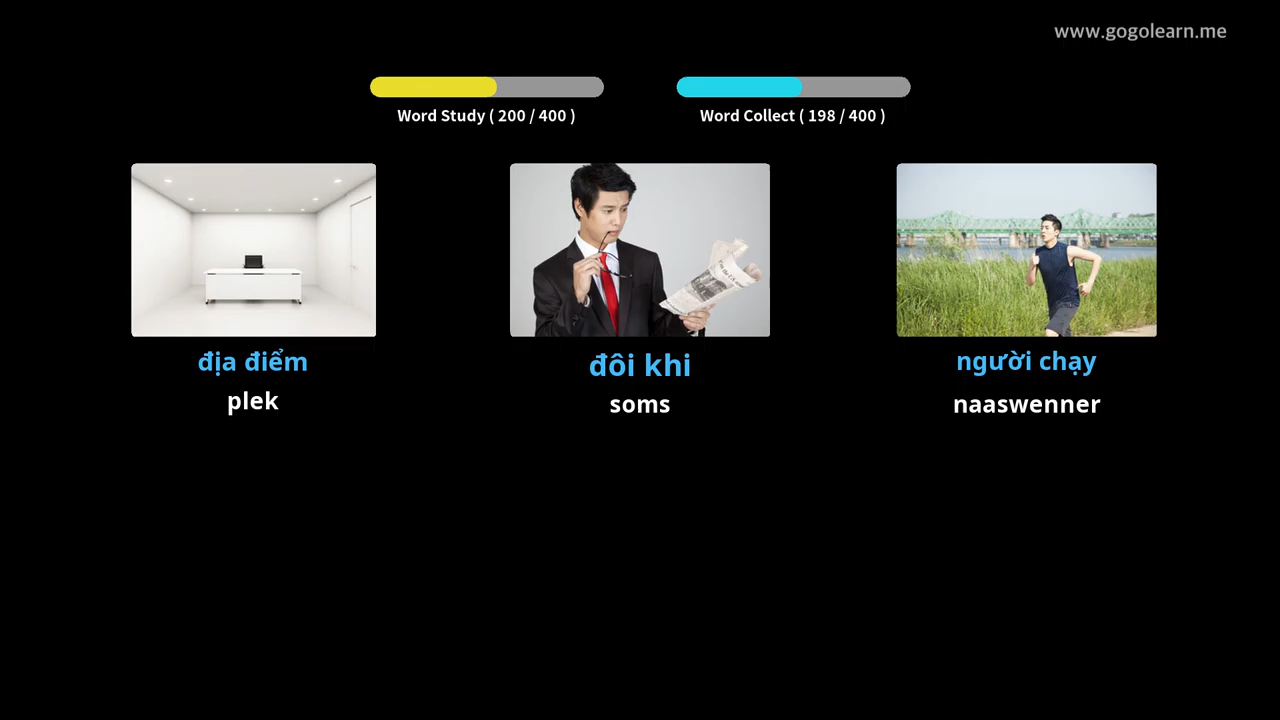 www.gogolearn.me
Word Study ( 200 / 400 )
Word Collect ( 198 / 400 )
địa điểm
plek
đôi khi
soms
người chạy
naaswenner